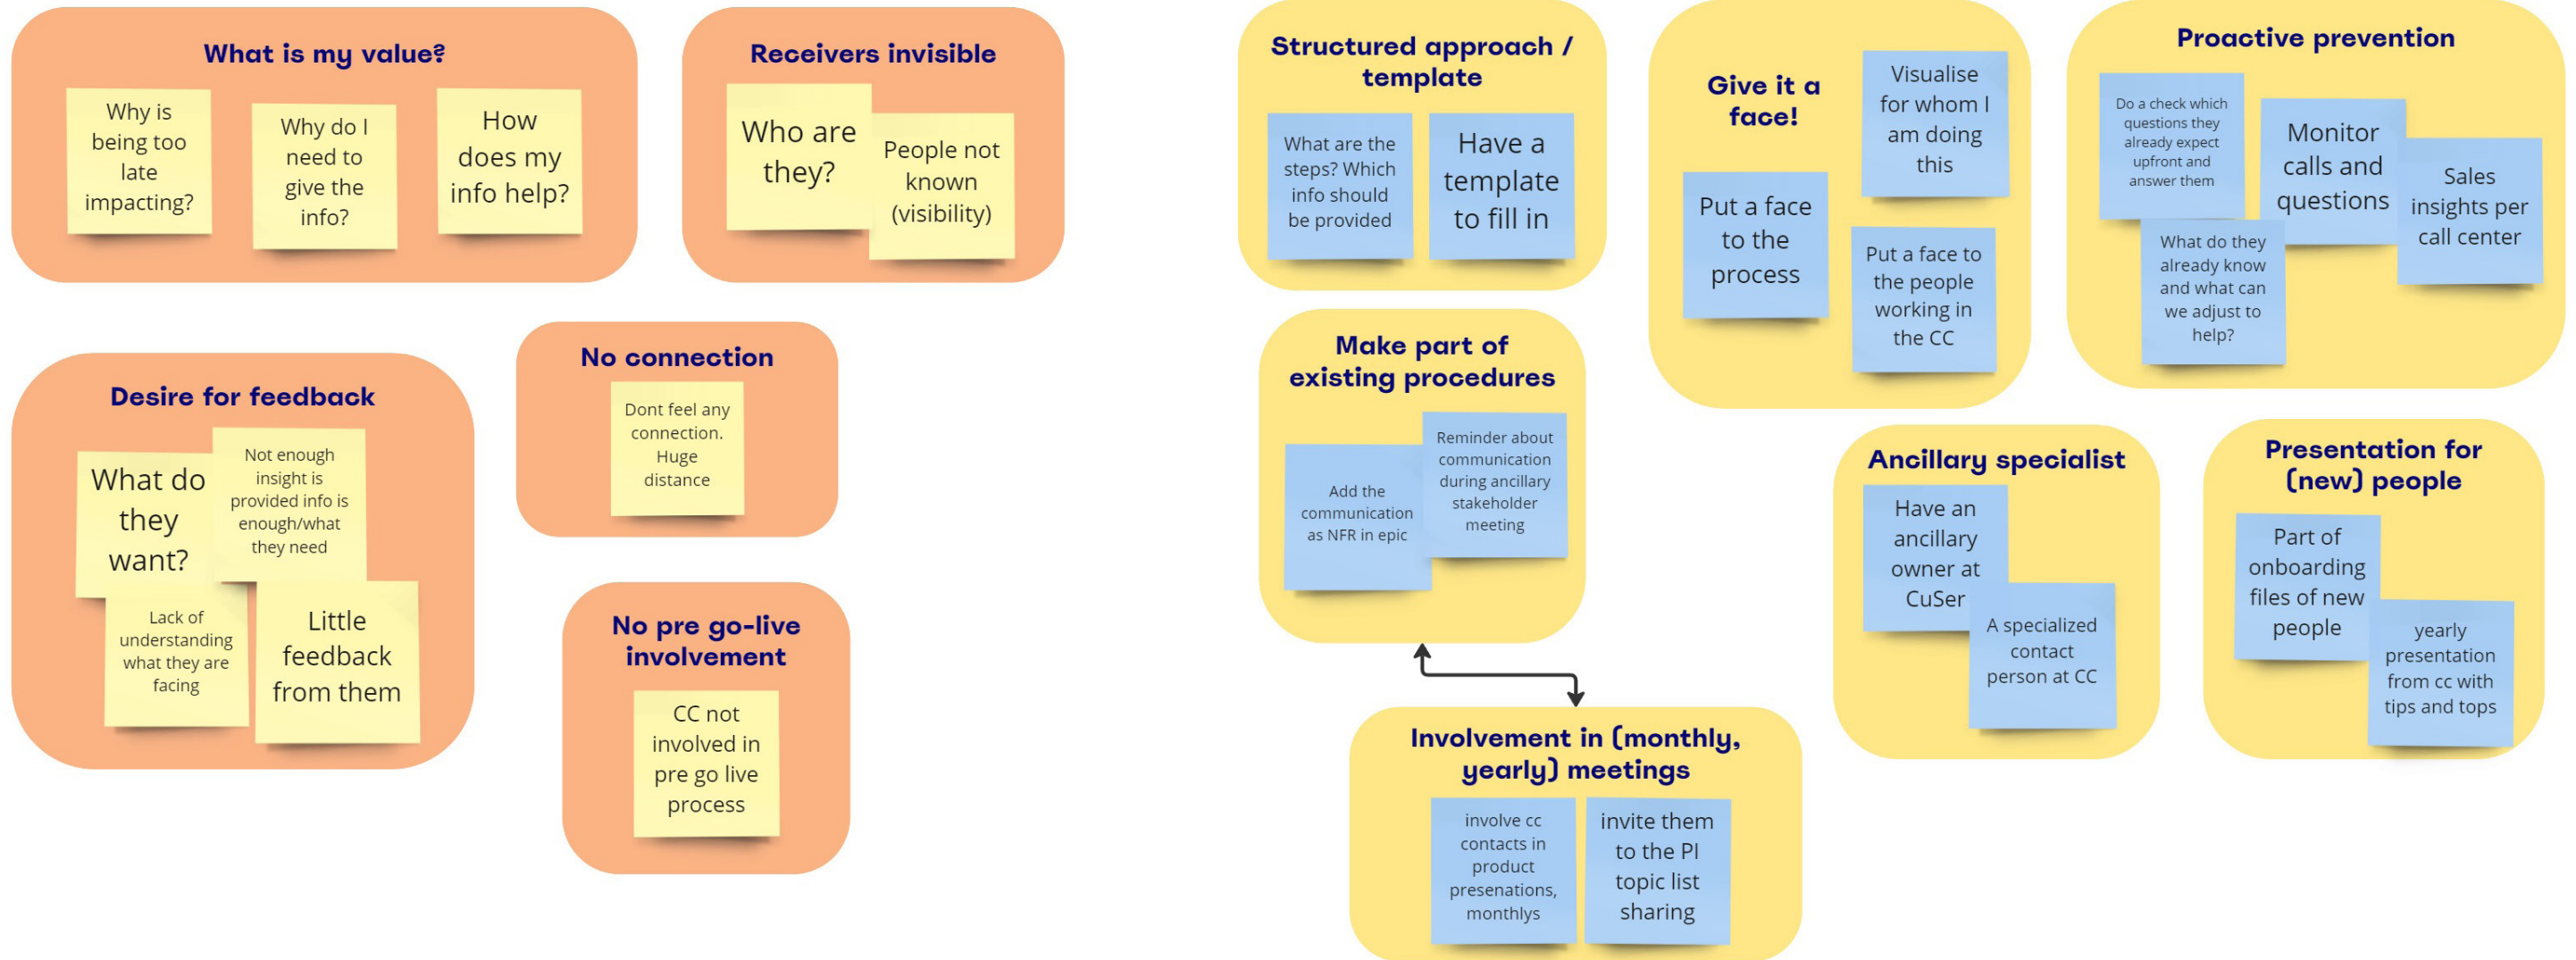 What is my value?
Why is
being too
late
impacting?
Why do I
need to
give the
info?
How
does my
info help?
Receivers invisible
Who are
they?
People not
known
(visibility)
Desire for feedback
What do
they
want?
Not enough
insight is
provided info is
enough/what
they need
Lack of
understanding
what they are
facing
Little
feedback
from them
No connection
Dont feel any
connection.
Huge
distance
No pre go-live
involvement
CC not
involved in
pre go live
process
Structured approach /
template
What are the
steps? Which
info should
be provided
Have a
template
to fill in
Give it a
face!
Visualise
for whom I
am doing
this
Put a face
to the
process
Put a face to
the people
working in
the CC
Proactive prevention
Do a check which
questions they
already expect
upfront and
answer them
Monitor
calls and
questions
Sales
insights per
call center
What do they
already know
and what can
we adjust to
help?
Make part of
existing procedures
Add the
communication
as NFR in epic
Reminder about
communication
during ancillary
stakeholder
meeting
Ancillary specialist
Have an
ancillary
owner at
CuSer
A specialized
contact
person at CC
Presentation for
(new) people
Part of
onboarding
files of new
people
yearly
presentation
from cc with
tips and tops
Involvement in (monthly,
yearly) meetings
involve cc
contacts in
product
presenations,
monthlys
invite them
to the PI
topic list
sharing